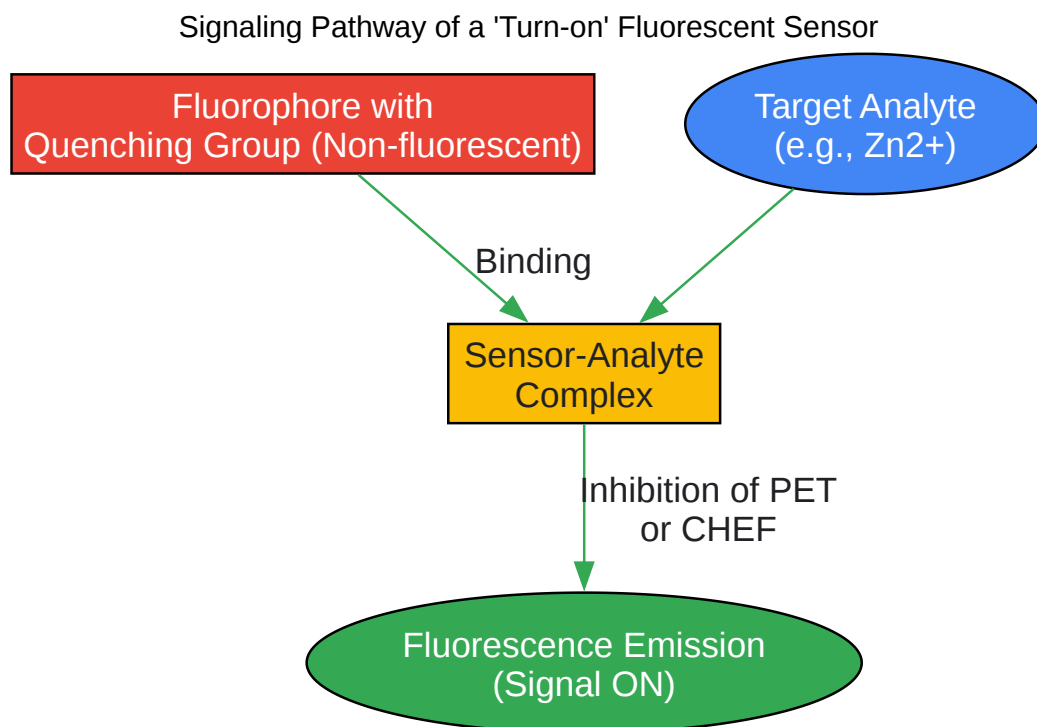 Signaling Pathway of a 'Turn-on' Fluorescent Sensor
Fluorophore with
Quenching Group (Non-fluorescent)
Target Analyte
(e.g., Zn2+)
Binding
Sensor-Analyte
Complex
Inhibition of PET
or CHEF
Fluorescence Emission
(Signal ON)